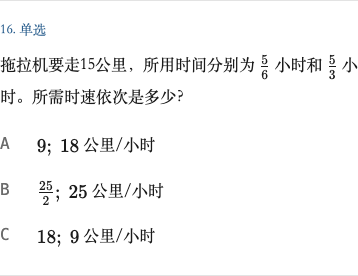 16. 单选
拖拉机要走15公里，所用时间分别为 5/6 小时和 5/3 小
时。所需时速依次是多少？
A 9; 18 公里/小时
B 25/2; 25 公里/小时
C 18; 9 公里/小时